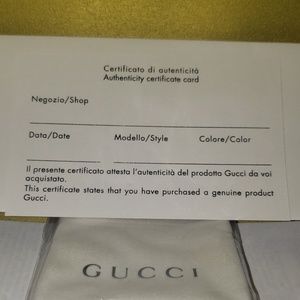 Certificato di autenticità
Authenticity certificate card
Negozio/Shop
Data/Date Modello/Style Colore/Color
Il presente certificato attesta l'autenticità del prodotto Gucci da voi
acquistato.
This certificate states that you have purchased a genuine product
Gucci.
GUCCI